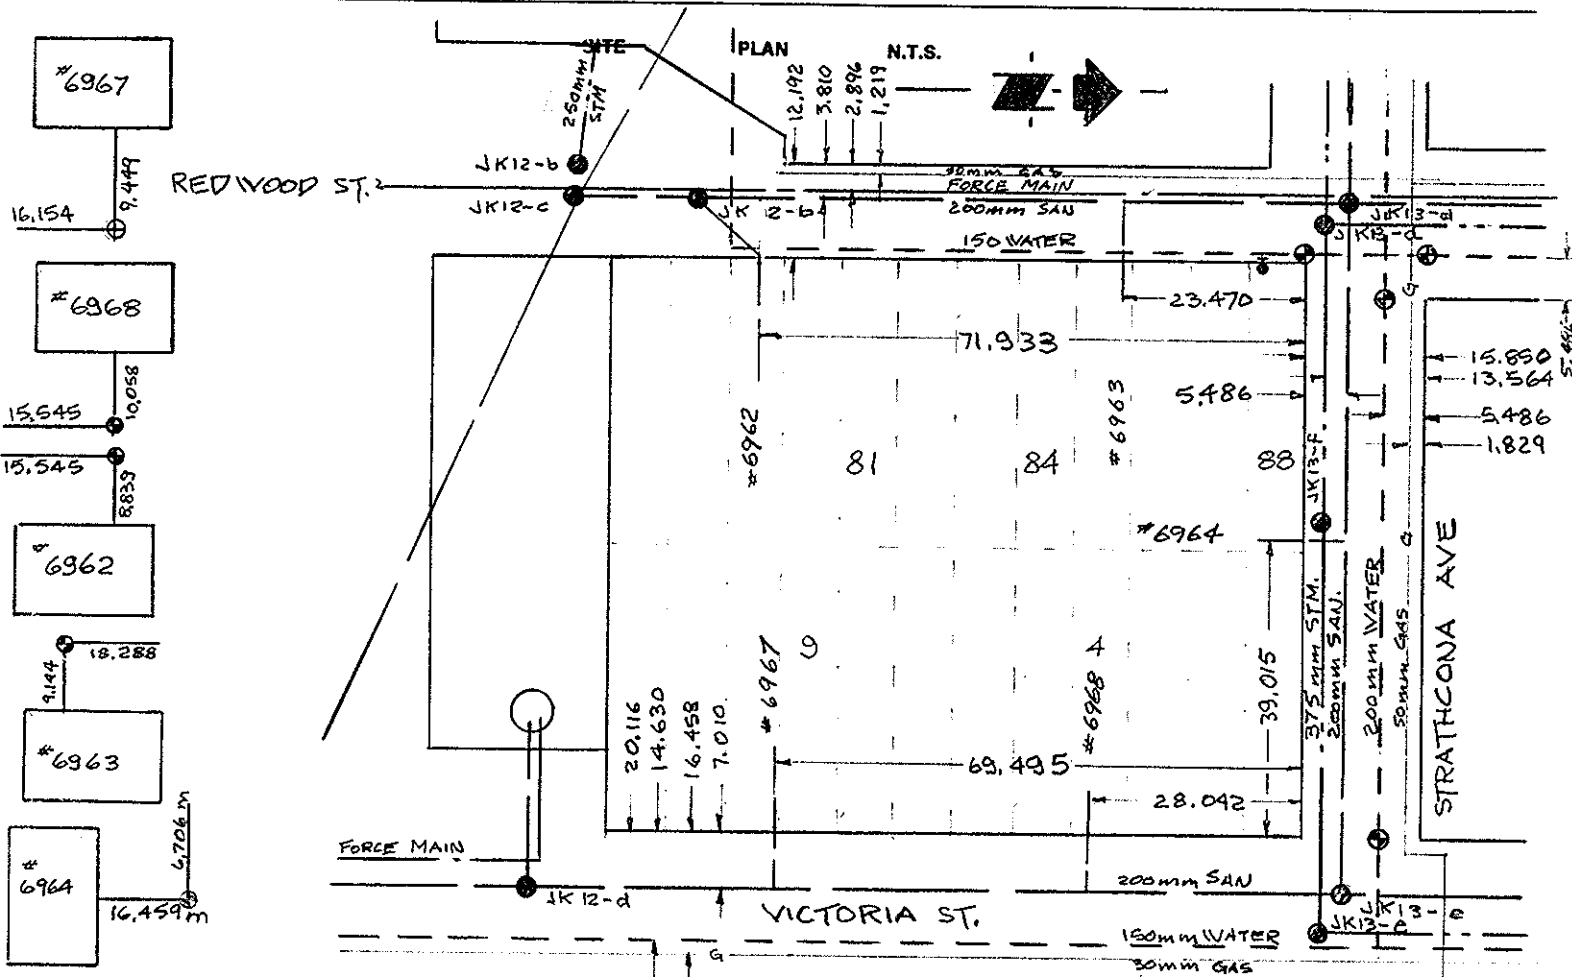 SITE PLAN N.T.S.
#6967
9.449
16.154
#6968
10.058
15.545
15.545
8.839
#6962
18.288
9.144
#6963
6.706m
#6964
16.459m
250mm STM
12.192
3.810
2.896
1.219
JK12-b
REDWOOD ST.
JK12-c
JK 12-b
FORCE MAIN
200mm SAN
150 WATER
JK13-d
23.470
71.933
5.486
#6962
#6963
81
84
88
JK13-f
#6964
15.850
13.564
5.486
1.829
G
G
#6967
9
4
#6968
39.015
375mm STM.
200mm SAN.
200mm WATER
50mm GAS
STRATHCONA AVE
20.116
14.630
16.458
7.010
69.495
28.042
FORCE MAIN
JK 12-d
200mm SAN
JK13-e
VICTORIA ST.
150mm WATER
G
30mm GAS